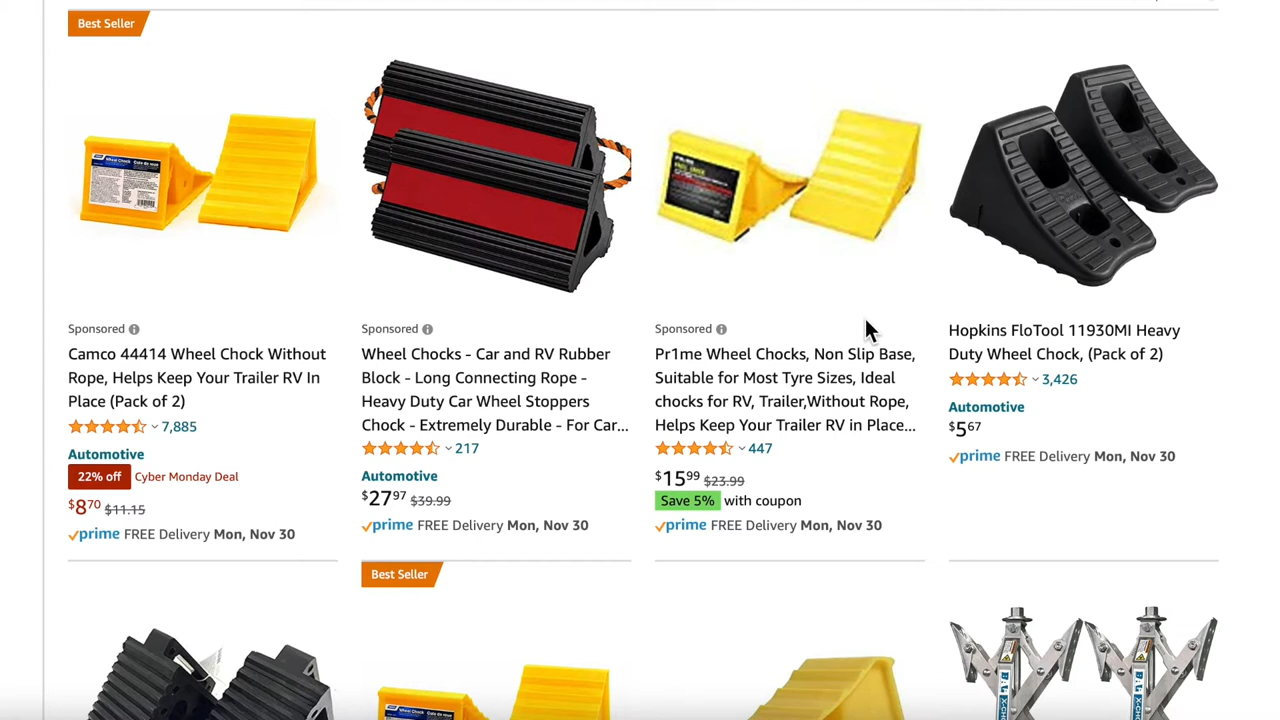 Best Seller
Sponsored
Camco 44414 Wheel Chock Without
Rope, Helps Keep Your Trailer RV In
Place (Pack of 2)
7,885
Automotive
22% off Cyber Monday Deal
$8 70 $11.15
prime FREE Delivery Mon, Nov 30
Sponsored
Wheel Chocks - Car and RV Rubber
Block - Long Connecting Rope -
Heavy Duty Car Wheel Stoppers
Chock - Extremely Durable - For Car...
217
Automotive
$27 97 $39.99
prime FREE Delivery Mon, Nov 30
Sponsored
Pr1me Wheel Chocks, Non Slip Base,
Suitable for Most Tyre Sizes, Ideal
chocks for RV, Trailer,Without Rope,
Helps Keep Your Trailer RV in Place...
447
$15 99 $23.99
Save 5% with coupon
prime FREE Delivery Mon, Nov 30
Hopkins FloTool 11930MI Heavy
Duty Wheel Chock, (Pack of 2)
3,426
Automotive
$5 67
prime FREE Delivery Mon, Nov 30
Best Seller